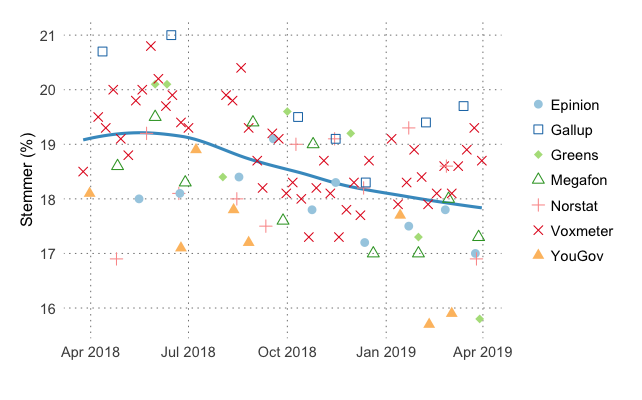 21
20
19
18
17
16
Stemmer (%)
Apr 2018
Jul 2018
Oct 2018
Jan 2019
Apr 2019
Epinion
Gallup
Greens
Megafon
Norstat
Voxmeter
YouGov